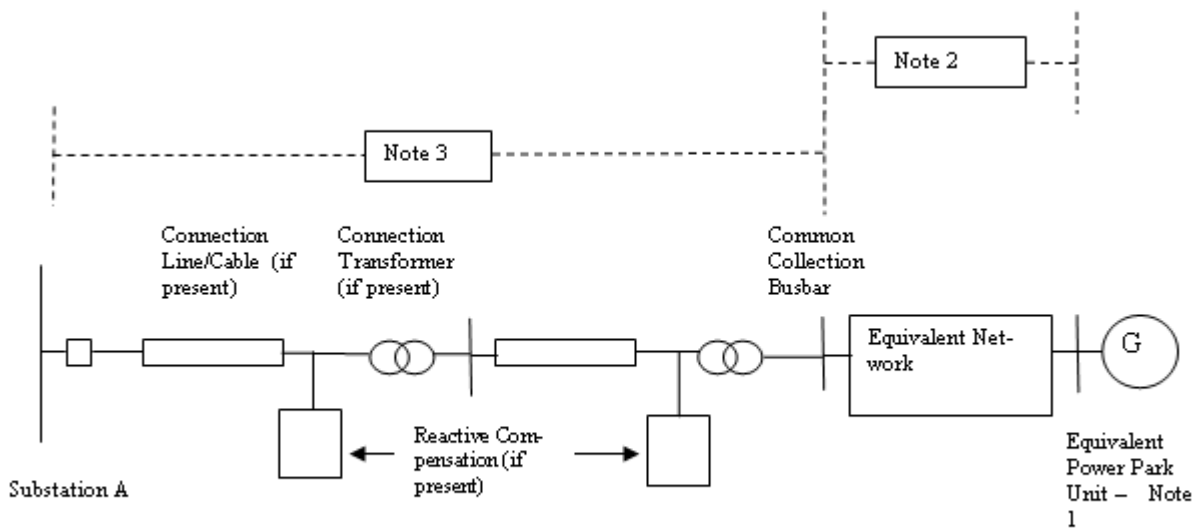 Note 2
Note 3
Connection
Line/Cable (if
present)
Connection
Transformer
(if present)
Common
Collection
Busbar
Equivalent Net-
work
G
Reactive Com-
pensation (if
present)
Substation A
Equivalent
Power Park
Unit – Note
1